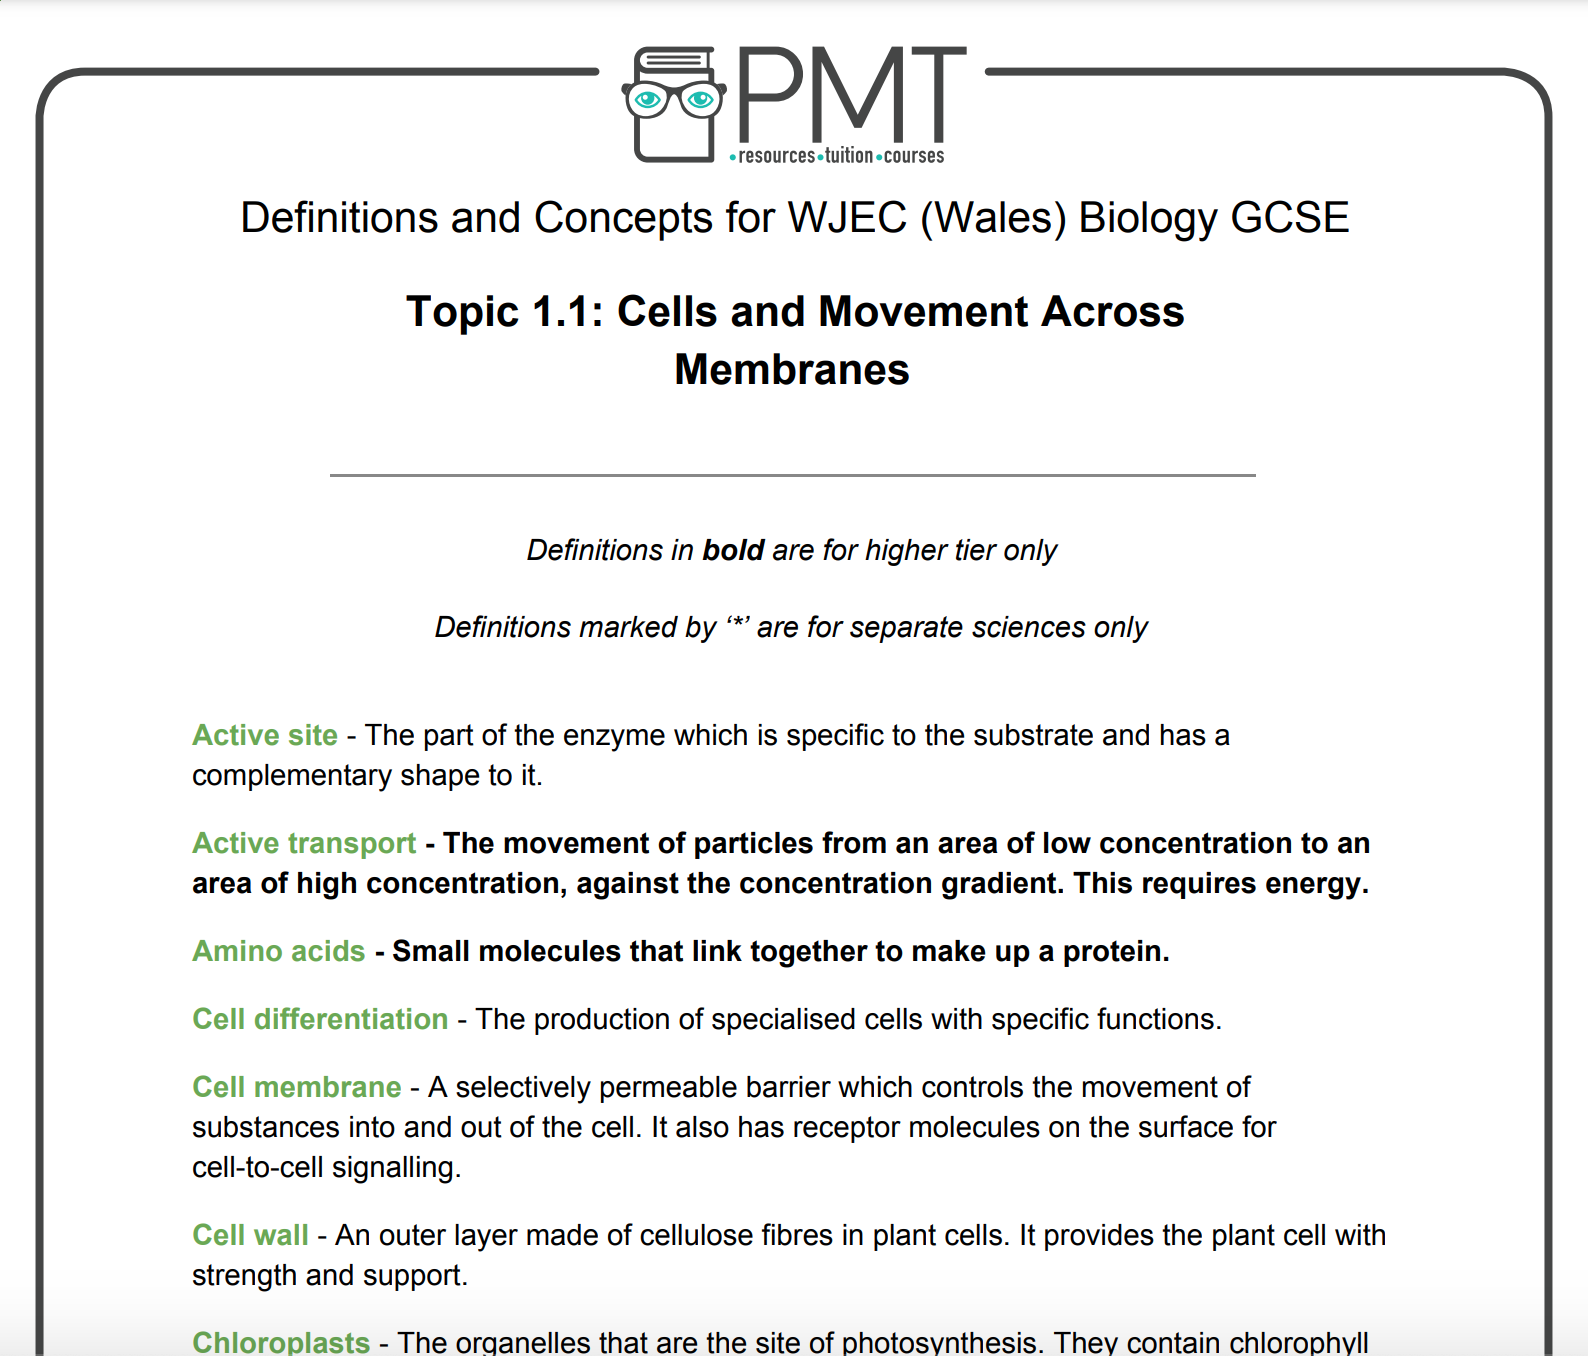 PMT
•resources•tuition•courses
Definitions and Concepts for WJEC (Wales) Biology GCSE
Topic 1.1: Cells and Movement Across
Membranes
Definitions in bold are for higher tier only
Definitions marked by ‘*’ are for separate sciences only
Active site - The part of the enzyme which is specific to the substrate and has a
complementary shape to it.
Active transport - The movement of particles from an area of low concentration to an
area of high concentration, against the concentration gradient. This requires energy.
Amino acids - Small molecules that link together to make up a protein.
Cell differentiation - The production of specialised cells with specific functions.
Cell membrane - A selectively permeable barrier which controls the movement of
substances into and out of the cell. It also has receptor molecules on the surface for
cell-to-cell signalling.
Cell wall - An outer layer made of cellulose fibres in plant cells. It provides the plant cell with
strength and support.
Chloroplasts - The organelles that are the site of photosynthesis. They contain chlorophyll